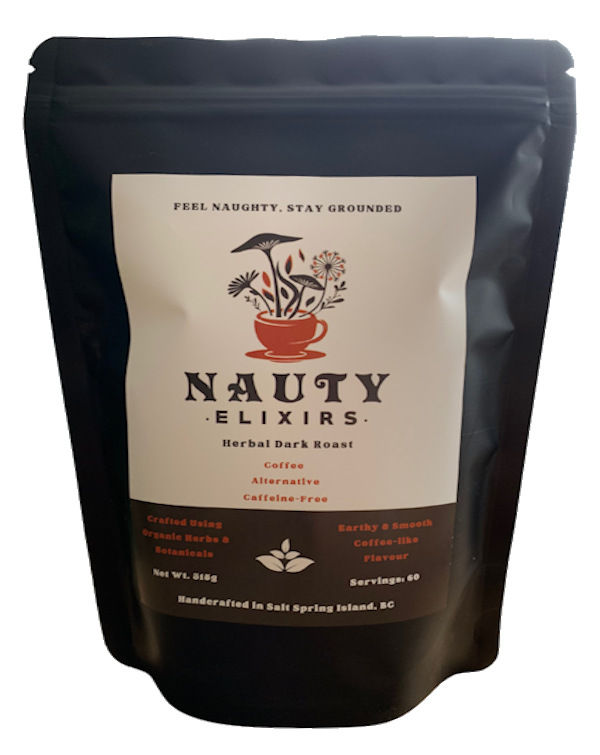 FEEL NAUGHTY. STAY GROUNDED
NAUTY
·ELIXIRS·
Herbal Dark Roast
Coffee
Alternative
Caffeine-Free
Crafted Using
Organic Herbs &
Botanicals
Net Wt. 515g
Earthy & Smooth
Coffee-like
Flavour
Servings: 60
Handcrafted in Salt Spring Island, BC